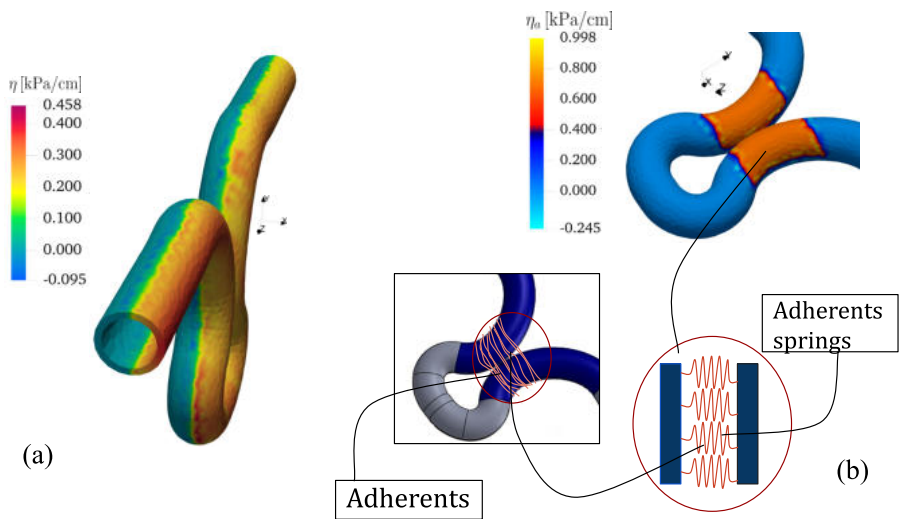 η [kPa/cm]
0.458
0.400
0.300
0.200
0.100
0.000
-0.095
Y
X
Z
(a)
η_a [kPa/cm]
0.998
0.800
0.600
0.400
0.200
0.000
-0.245
Y
X
Z
Adherents
springs
Adherents
(b)